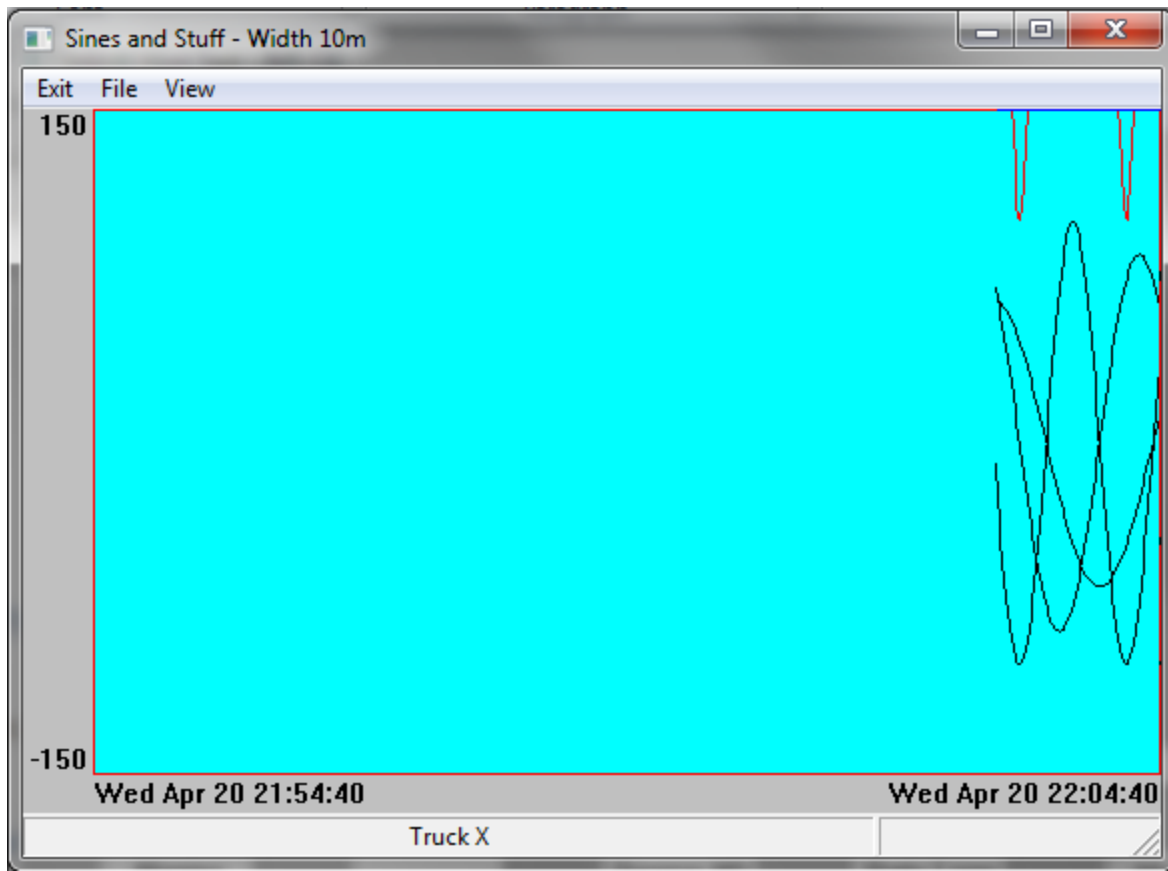 Sines and Stuff - Width 10m
Exit File View
150
-150
Wed Apr 20 21:54:40 Wed Apr 20 22:04:40
Truck X